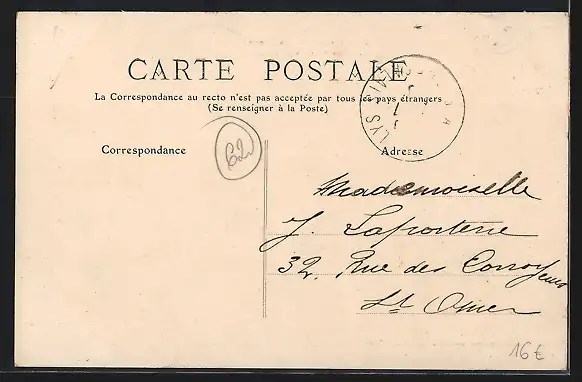 CARTE POSTALE
La Correspondance au recto n'est pas acceptée par tous les pays étrangers
(Se renseigner à la Poste)
Correspondance
62
Adresse
Mademoiselle
J. Laporterie
32, Rue des Conroyeurs
St Omer
16€